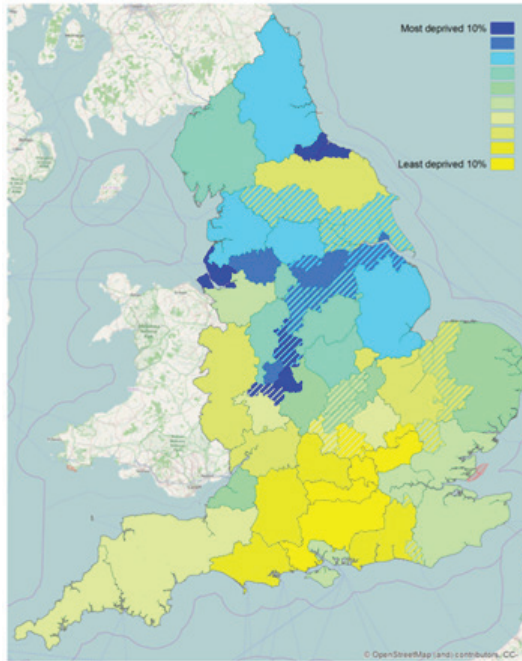 Most deprived 10%
Least deprived 10%
© OpenStreetMap (and) contributors, CC-